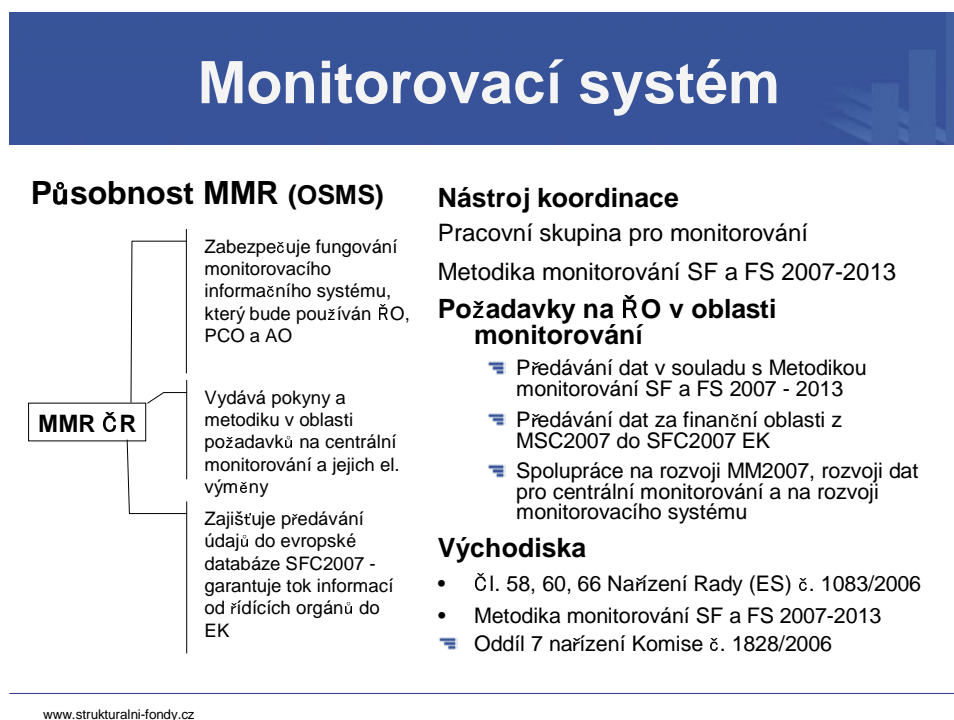 Monitorovací systém
Působnost MMR (OSMS)
Zabezpečuje fungování
monitorovacího
informačního systému,
který bude používán ŘO,
PCO a AO
MMR ČR
Vydává pokyny a
metodiku v oblasti
požadavků na centrální
monitorování a jejich el.
výměny
Zajišťuje předávání
údajů do evropské
databáze SFC2007 -
garantuje tok informací
od řídících orgánů do
EK
Nástroj koordinace
Pracovní skupina pro monitorování
Metodika monitorování SF a FS 2007-2013
Požadavky na ŘO v oblasti
monitorování
Předávání dat v souladu s Metodikou
monitorování SF a FS 2007 - 2013
Předávání dat za finanční oblasti z
MSC2007 do SFC2007 EK
Spolupráce na rozvoji MM2007, rozvoji dat
pro centrální monitorování a na rozvoji
monitorovacího systému
Východiska
• Čl. 58, 60, 66 Nařízení Rady (ES) č. 1083/2006
• Metodika monitorování SF a FS 2007-2013
Oddíl 7 nařízení Komise č. 1828/2006
www.strukturalni-fondy.cz